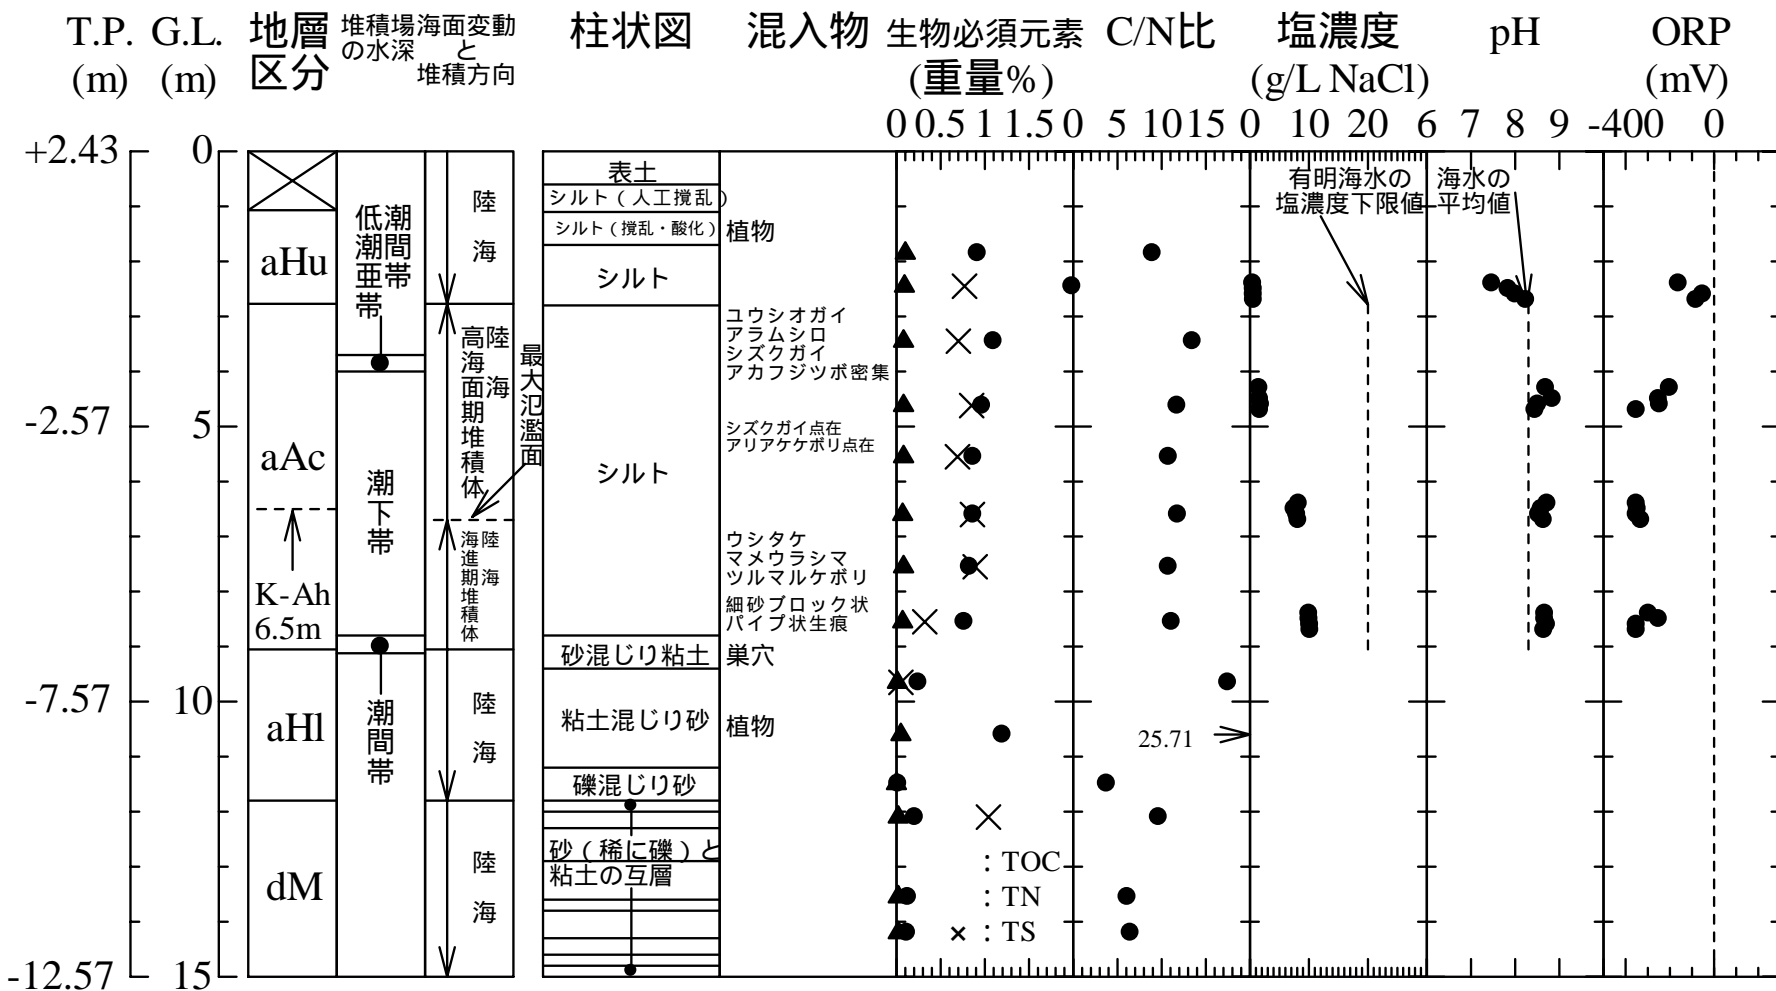 T.P.
(m)
G.L.
(m)
地層
区分
堆積場
の水深
海面変動
と
堆積方向
柱状図
混入物
生物必須元素
(重量%)
C/N比
塩濃度
(g/L NaCl)
pH
ORP
(mV)
0 0.5 1 1.5 0 5 10 15 0 10 20 6 7 8 9 -400 0
+2.43
-2.57
-7.57
-12.57
0
5
10
15
aHu
aAc
K-Ah
6.5m
aHl
dM
低潮
潮間
亜帯
帯
潮下帯
潮間帯
陸
海
高海面期堆積体
陸
海
最大氾濫面
海進期堆積体
陸
海
陸
海
陸
海
表土
シルト（人工撹乱）
シルト（撹乱・酸化）
シルト
シルト
砂混じり粘土
粘土混じり砂
礫混じり砂
砂（稀に礫）と
粘土の互層
植物
ユウシオガイ
アラムシロ
シズクガイ
アカフジツボ密集
シズクガイ点在
アリアケケボリ点在
ウシタケ
マメウラシマ
ツルマルケボリ
細砂ブロック状
パイプ状生痕
巣穴
植物
: TOC
: TN
× : TS
25.71
有明海水の
塩濃度下限値
海水の
平均値